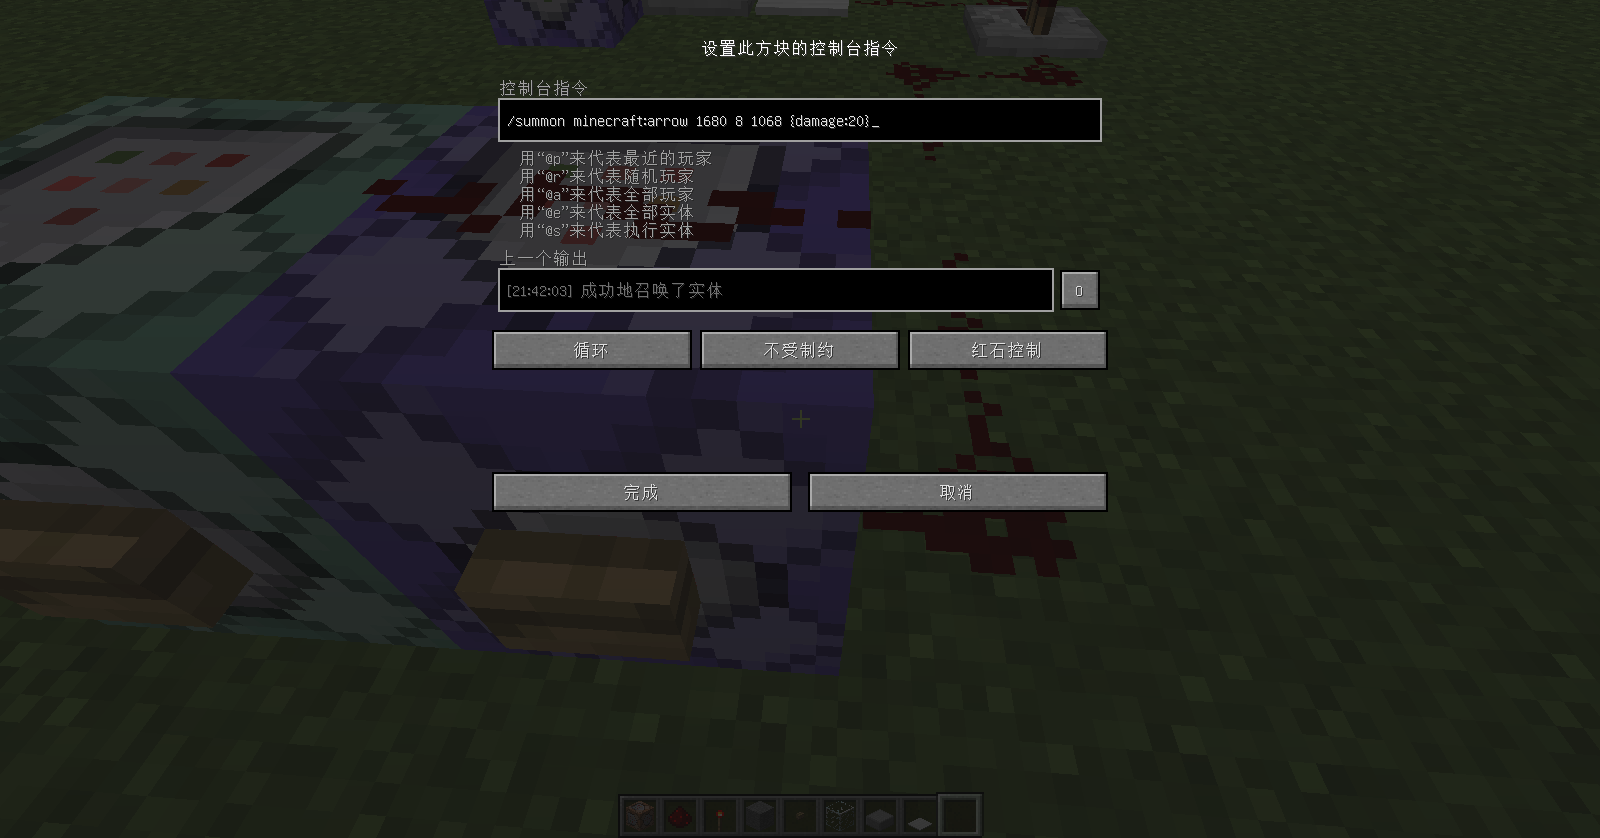 设置此方块的控制台指令
控制台指令
/summon minecraft:arrow 1680 8 1068 {damage:20}_
用“@p”来代表最近的玩家
用“@r”来代表随机玩家
用“@a”来代表全部玩家
用“@e”来代表全部实体
用“@s”来代表执行实体
上一个输出
[21:42:03] 成功地召唤了实体
O
循环 不受制约 红石控制
完成 取消